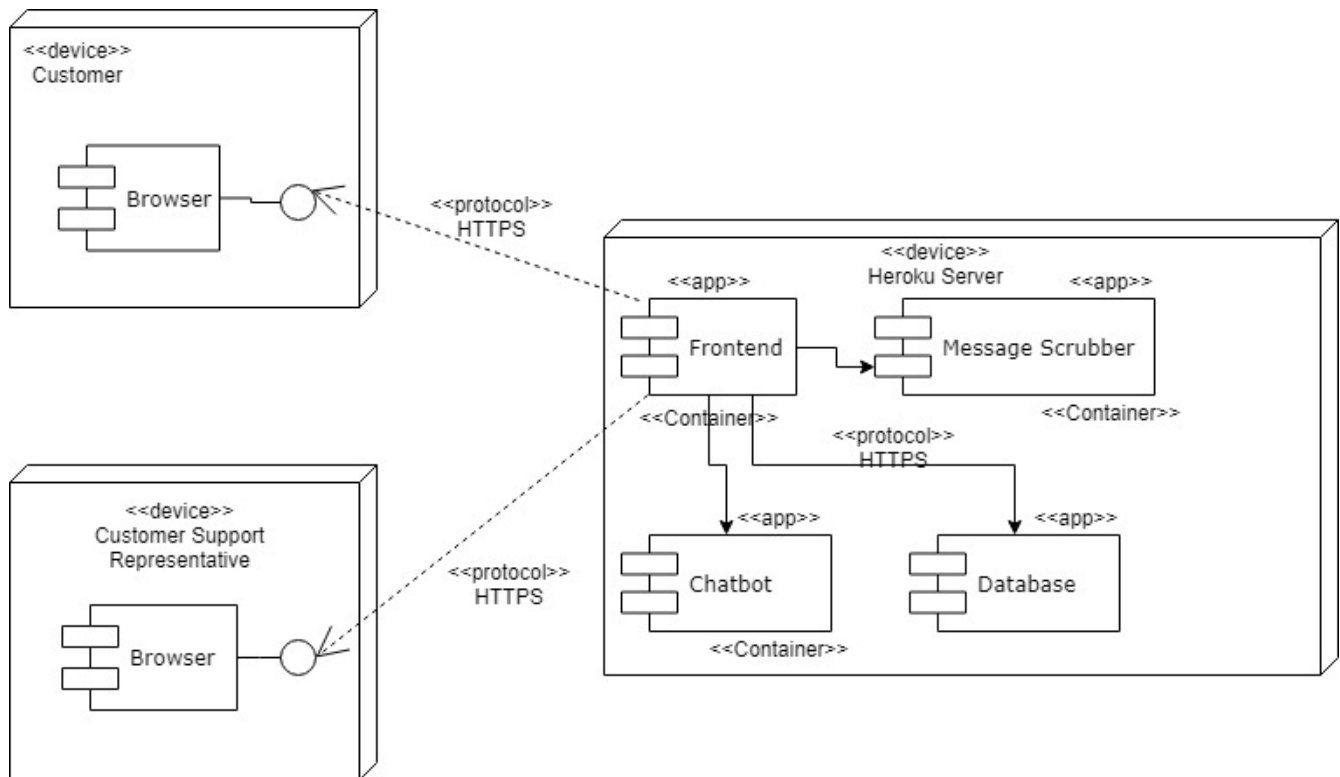 <<device>>
Customer
Browser
<<protocol>>
HTTPS
<<device>>
Heroku Server
<<app>>
<<app>>
Frontend
Message Scrubber
<<Container>>
<<Container>>
<<protocol>>
HTTPS
<<device>>
Customer Support
Representative
Browser
<<protocol>>
HTTPS
<<app>>
<<app>>
Chatbot
Database
<<Container>>